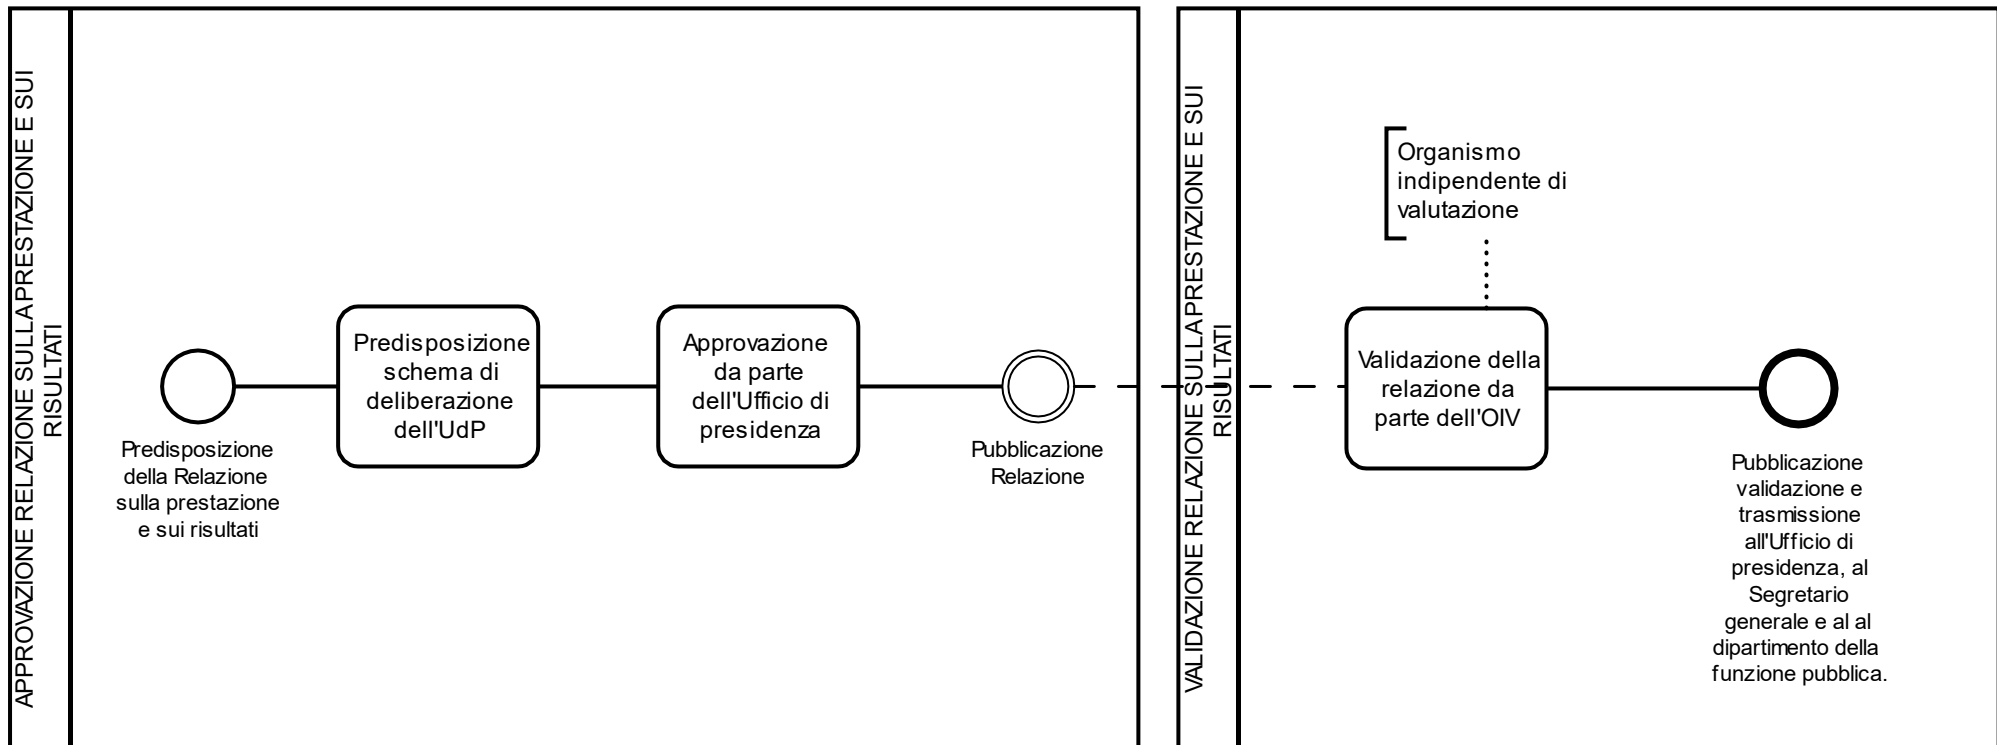 APPROVAZIONE RELAZIONE SULLA PRESTAZIONE E SUI
RISULTATI
Predisposizione
della Relazione
sulla prestazione
e sui risultati
Predisposizione
schema di
deliberazione
dell'UdP
Approvazione
da parte
dell'Ufficio di
presidenza
Pubblicazione
Relazione
VALIDAZIONE RELAZIONE SULLA PRESTAZIONE E SUI
RISULTATI
Organismo
indipendente di
valutazione
Validazione della
relazione da
parte dell'OIV
Pubblicazione
validazione e
trasmissione
all'Ufficio di
presidenza, al
Segretario
generale e al al
dipartimento della
funzione pubblica.